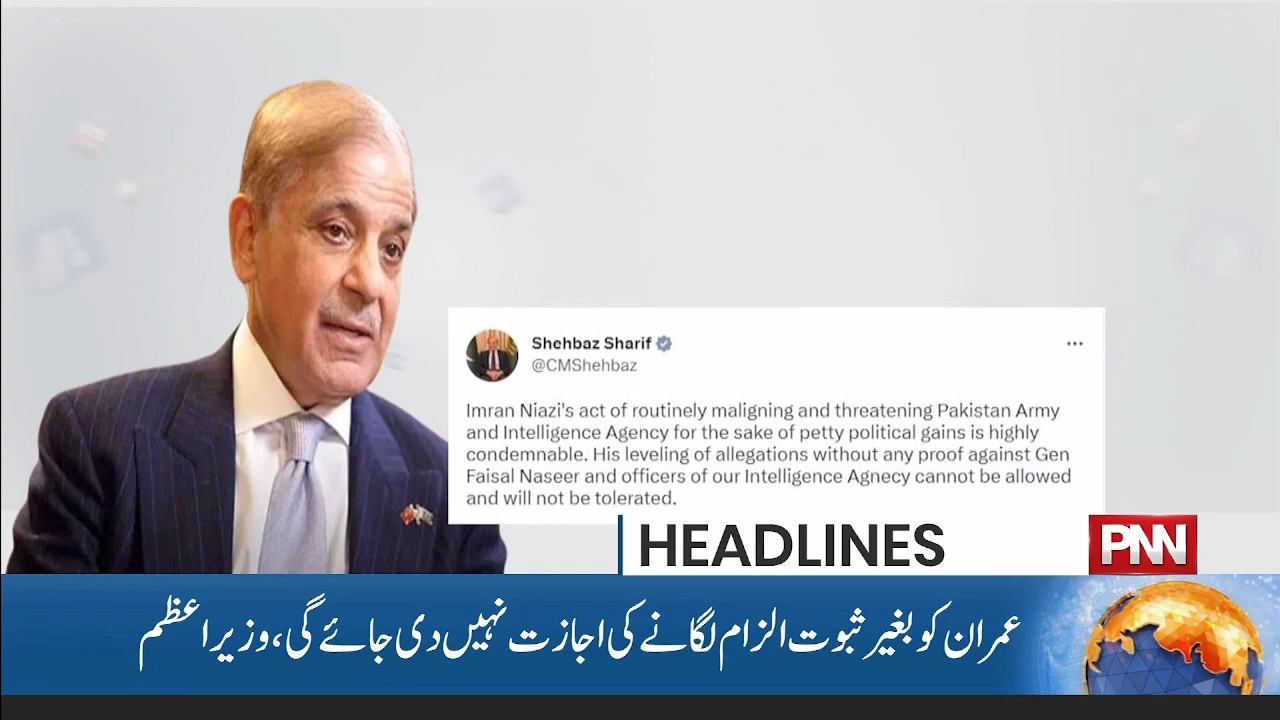 Shehbaz Sharif
@CMShehbaz
Imran Niazi's act of routinely maligning and threatening Pakistan Army
and Intelligence Agency for the sake of petty political gains is highly
condemnable. His leveling of allegations without any proof against Gen
Faisal Naseer and officers of our Intelligence Agnecy cannot be allowed
and will not be tolerated.
HEADLINES
PNN
عمران کو بغیر ثبوت الزام لگانے کی اجازت نہیں دی جائے گی، وزیراعظم